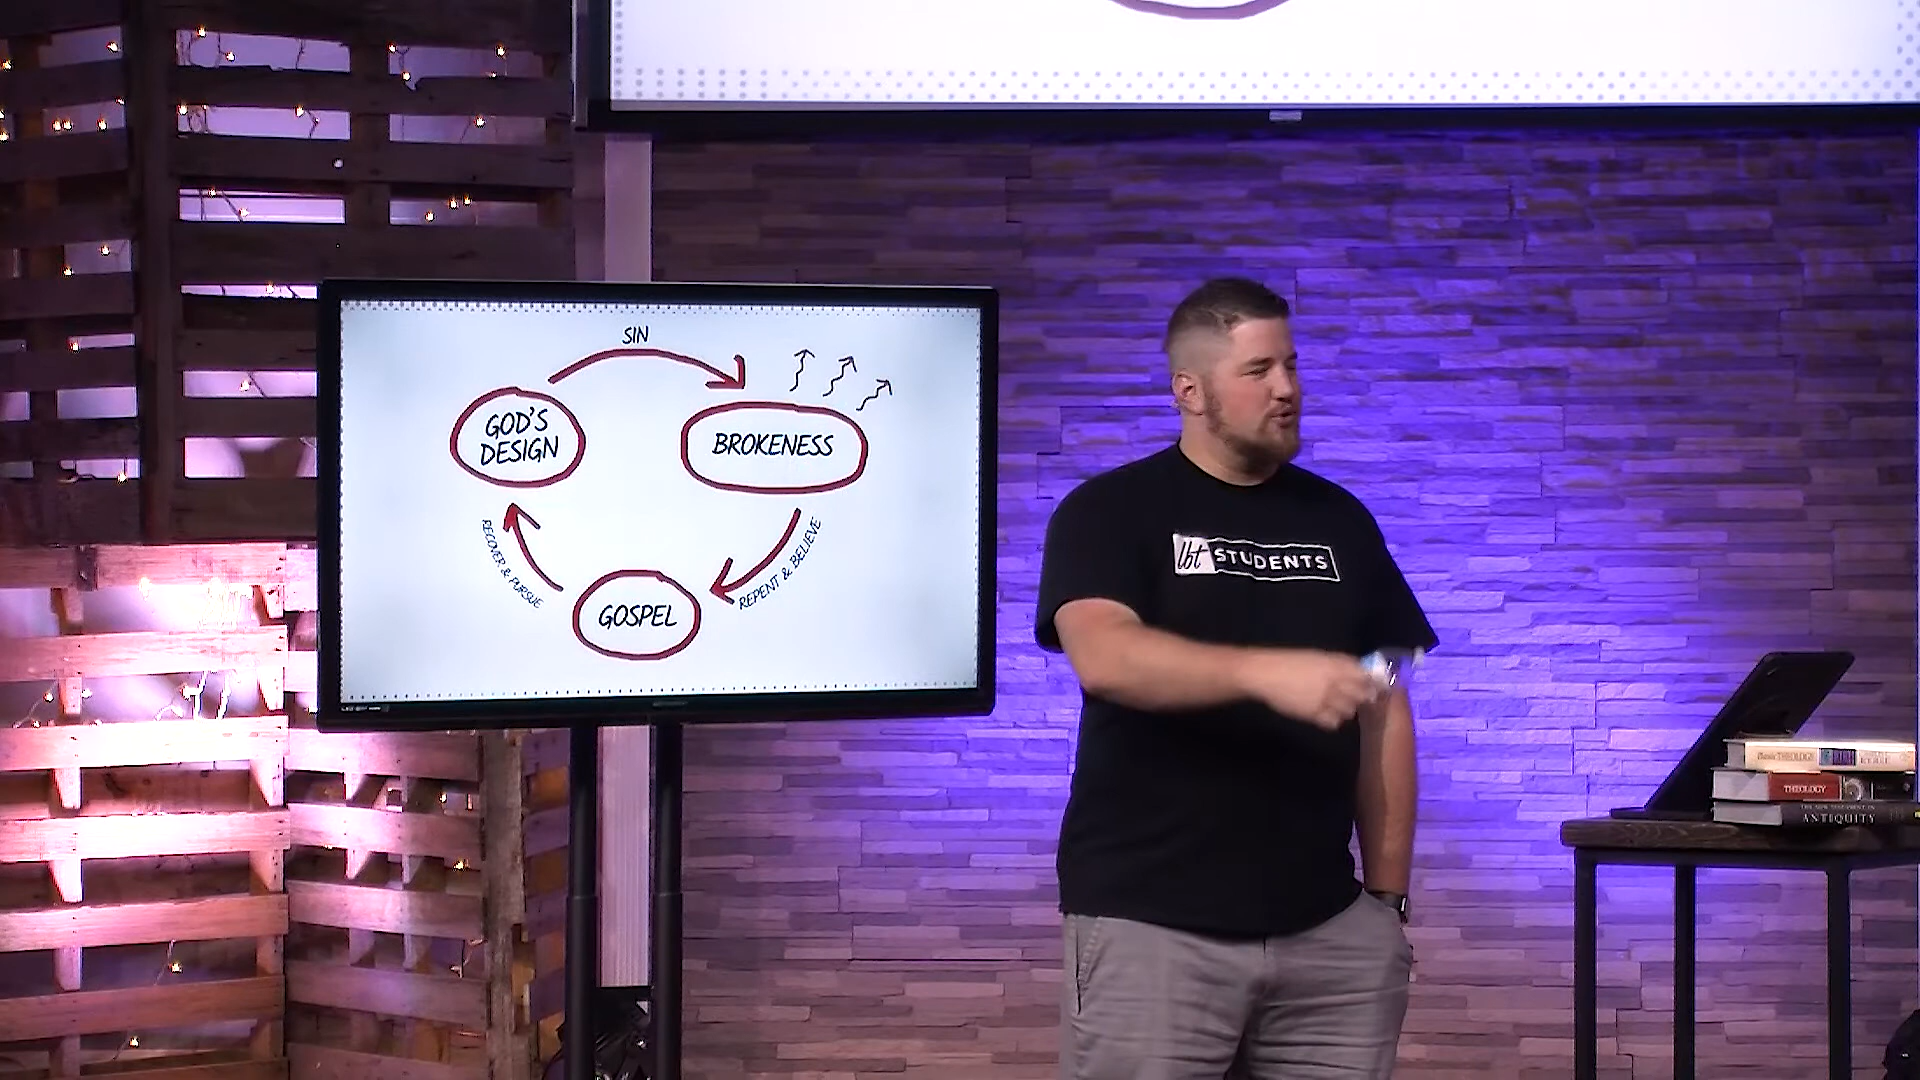 SIN
GOD'S
DESIGN
BROKENESS
RECOVER & PURSUE
REPENT & BELIEVE
GOSPEL
lbt STUDENTS
THEOLOGY
THEOLOGY
ANTIQUITY